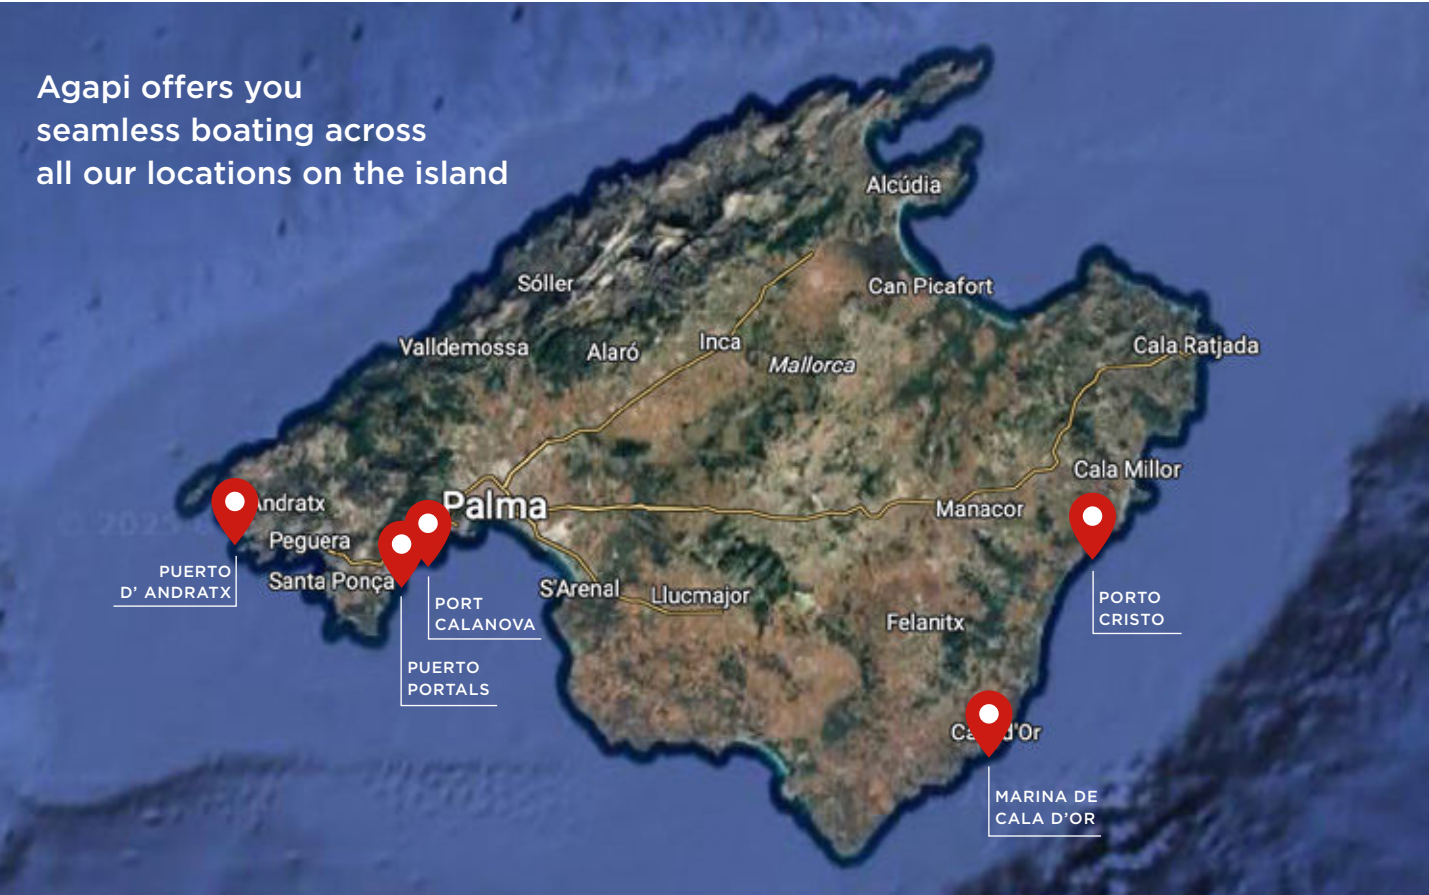 Agapi offers you
seamless boating across
all our locations on the island
Alcúdia
Sóller
Can Picafort
Valldemossa
Alaró
Inca
Mallorca
Cala Ratjada
Cala Millor
Andratx
Palma
Manacor
Peguera
Santa Ponça
S'Arenal
Llucmajor
Felanitx
PUERTO
D' ANDRATX
PORT
CALANOVA
PUERTO
PORTALS
PORTO
CRISTO
d'Or
MARINA DE
CALA D'OR